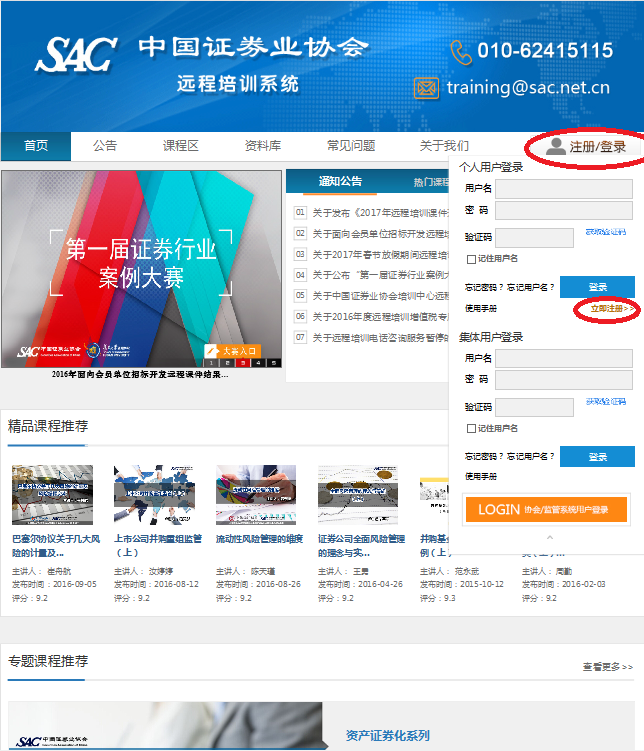 SAC 中国证券业协会
远程培训系统
010-62415115
training@sac.net.cn
首页 公告 课程区 资料库 常见问题 关于我们 注册/登录
第一届证券行业
案例大赛
SAC 中国证券业协会
大赛入口
1 2 3 4 5
2016年面向会员单位招标开发远程课件结果...
通知公告 热门课程
01 关于发布《2017年远程培训课件
02 关于面向会员单位招标开发远程
03 关于2017年春节放假期间远程培
04 关于公布“第一届证券行业案例大
05 关于中国证券业协会培训中心远程
06 关于2016年度远程培训增值税专
07 关于远程培训电话咨询服务暂停的
个人用户登录
用户名
密 码
验证码 获取验证码
记住用户名
忘记密码？忘记用户名？ 登录
使用手册 立即注册>>
集体用户登录
用户名
密 码
验证码 获取验证码
记住用户名
忘记密码？忘记用户名？ 登录
使用手册
LOGIN 协会/监管系统用户登录
精品课程推荐
巴塞尔协议关于几大风
险的计量及...
主讲人： 崔舟航
发布时间：2016-09-05
评分：9.2
上市公司并购重组监管
（上）
主讲人： 汝婷婷
发布时间：2016-08-12
评分：9.2
流动性风险管理的维度
主讲人： 陈天瑾
发布时间：2016-08-26
评分：9.2
证券公司全面风险管理
的理念与实...
主讲人： 王勇
发布时间：2016-04-26
评分：9.2
并购基
例（上）...
主讲人： 范永武
发布时间：2015-10-12
评分：9.3
主讲人： 周勤
发布时间：2016-02-03
评分：9.2
专题课程推荐
查看更多>>
SAC 中国证券业协会
资产证券化系列